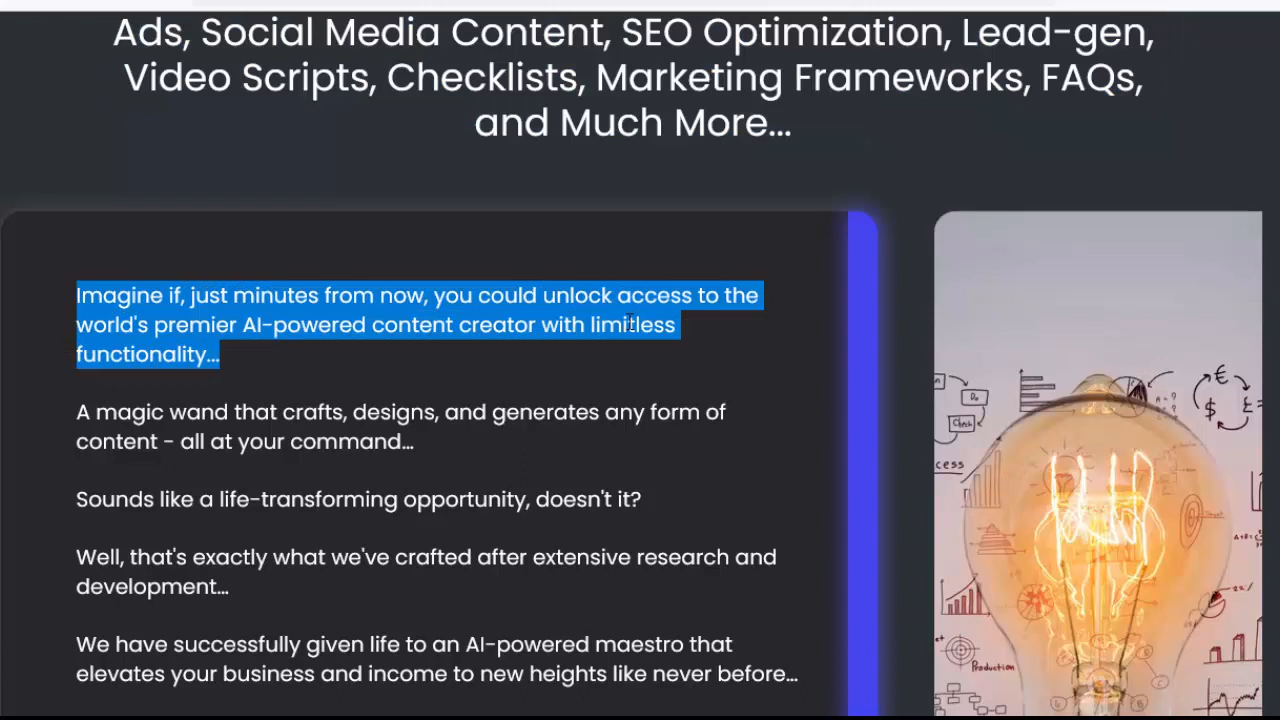 Ads, Social Media Content, SEO Optimization, Lead-gen,
Video Scripts, Checklists, Marketing Frameworks, FAQs,
and Much More...
Imagine if, just minutes from now, you could unlock access to the
world's premier AI-powered content creator with limitless
functionality...
A magic wand that crafts, designs, and generates any form of
content - all at your command...
Sounds like a life-transforming opportunity, doesn't it?
Well, that's exactly what we've crafted after extensive research and
development...
We have successfully given life to an AI-powered maestro that
elevates your business and income to new heights like never before...
Do
Check
cess
Production